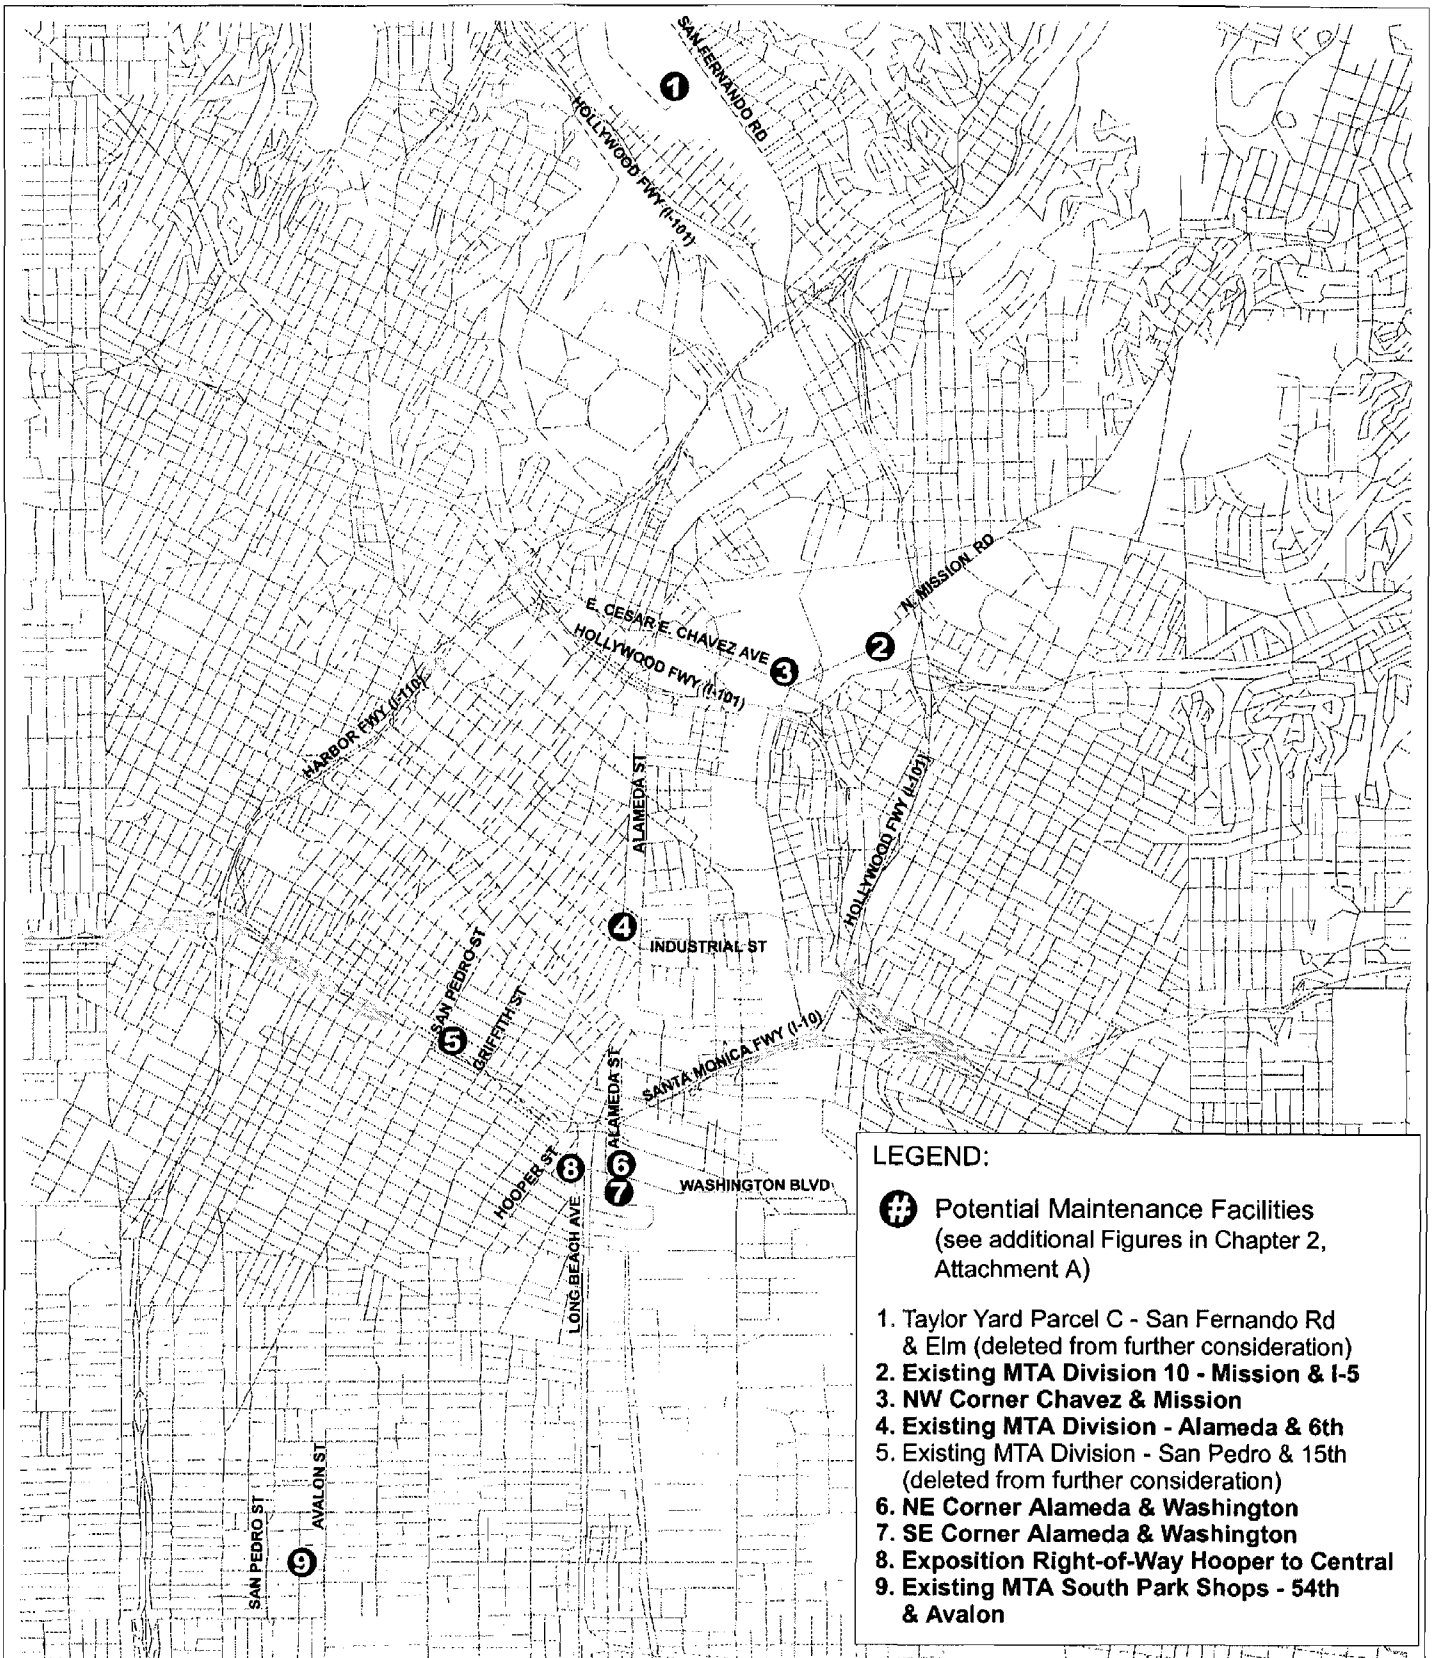 SAN FERNANDO RD
1
HOLLYWOOD FWY (I-101)
N. MISSION RD
E. CESAR E. CHAVEZ AVE
2
HOLLYWOOD FWY (I-101)
3
HARBOR FWY (I-110)
ALAMEDA ST
HOLLYWOOD FWY (I-101)
4
INDUSTRIAL ST
SAN PEDRO ST
5
GRIFFITH ST
SANTA MONICA FWY (I-10)
ALAMEDA ST
HOOPER ST
8
6
7
WASHINGTON BLVD
LONG BEACH AVE
AVALON ST
SAN PEDRO ST
9
LEGEND:
# Potential Maintenance Facilities
(see additional Figures in Chapter 2,
Attachment A)
1. Taylor Yard Parcel C - San Fernando Rd
& Elm (deleted from further consideration)
2. Existing MTA Division 10 - Mission & I-5
3. NW Corner Chavez & Mission
4. Existing MTA Division - Alameda & 6th
5. Existing MTA Division - San Pedro & 15th
(deleted from further consideration)
6. NE Corner Alameda & Washington
7. SE Corner Alameda & Washington
8. Exposition Right-of-Way Hooper to Central
9. Existing MTA South Park Shops - 54th
& Avalon